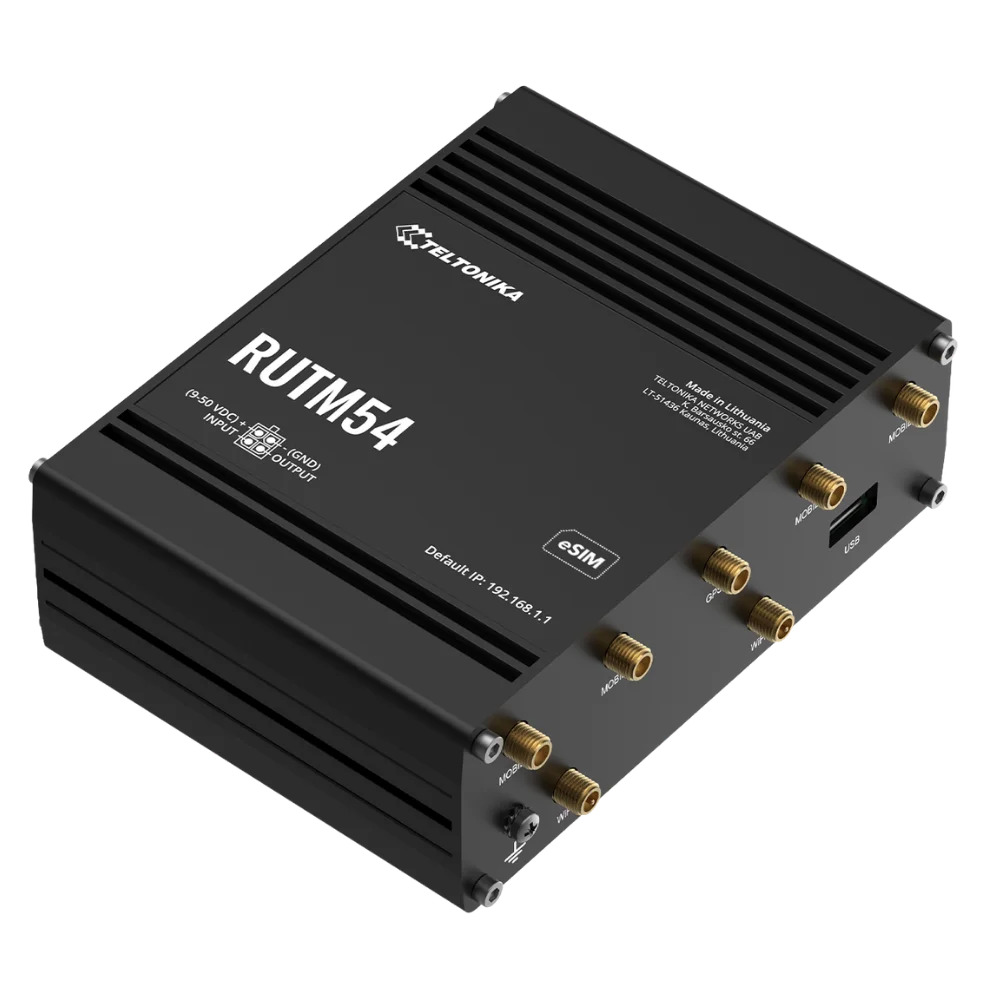 TELTONIKA
RUTM54
(9-50 VDC) + - (GND)
INPUT OUTPUT
Made in Lithuania
TELTONIKA NETWORKS UAB
K. Barsausko st. 66
LT-51436 Kaunas, Lithuania
eSIM
Default IP: 192.168.1.1
USB